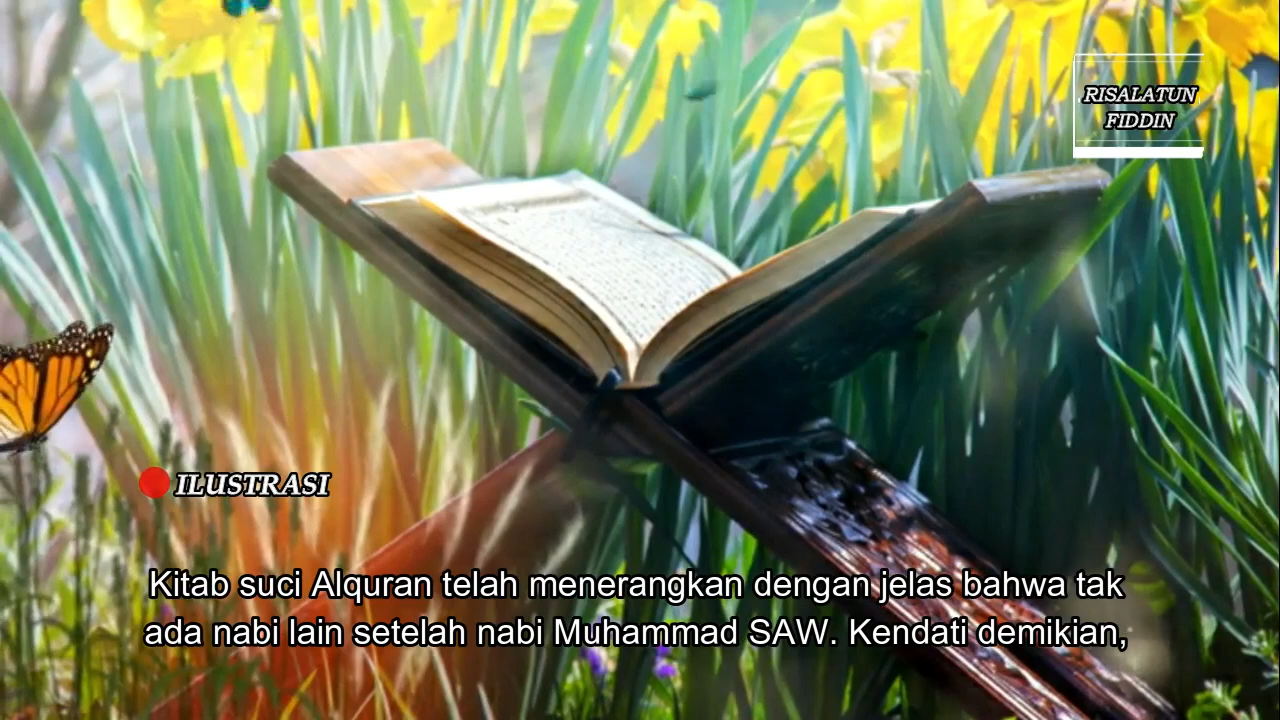 RISALATUN
FIDDIN
ILUSTRASI
Kitab suci Alquran telah menerangkan dengan jelas bahwa tak
ada nabi lain setelah nabi Muhammad SAW. Kendati demikian,